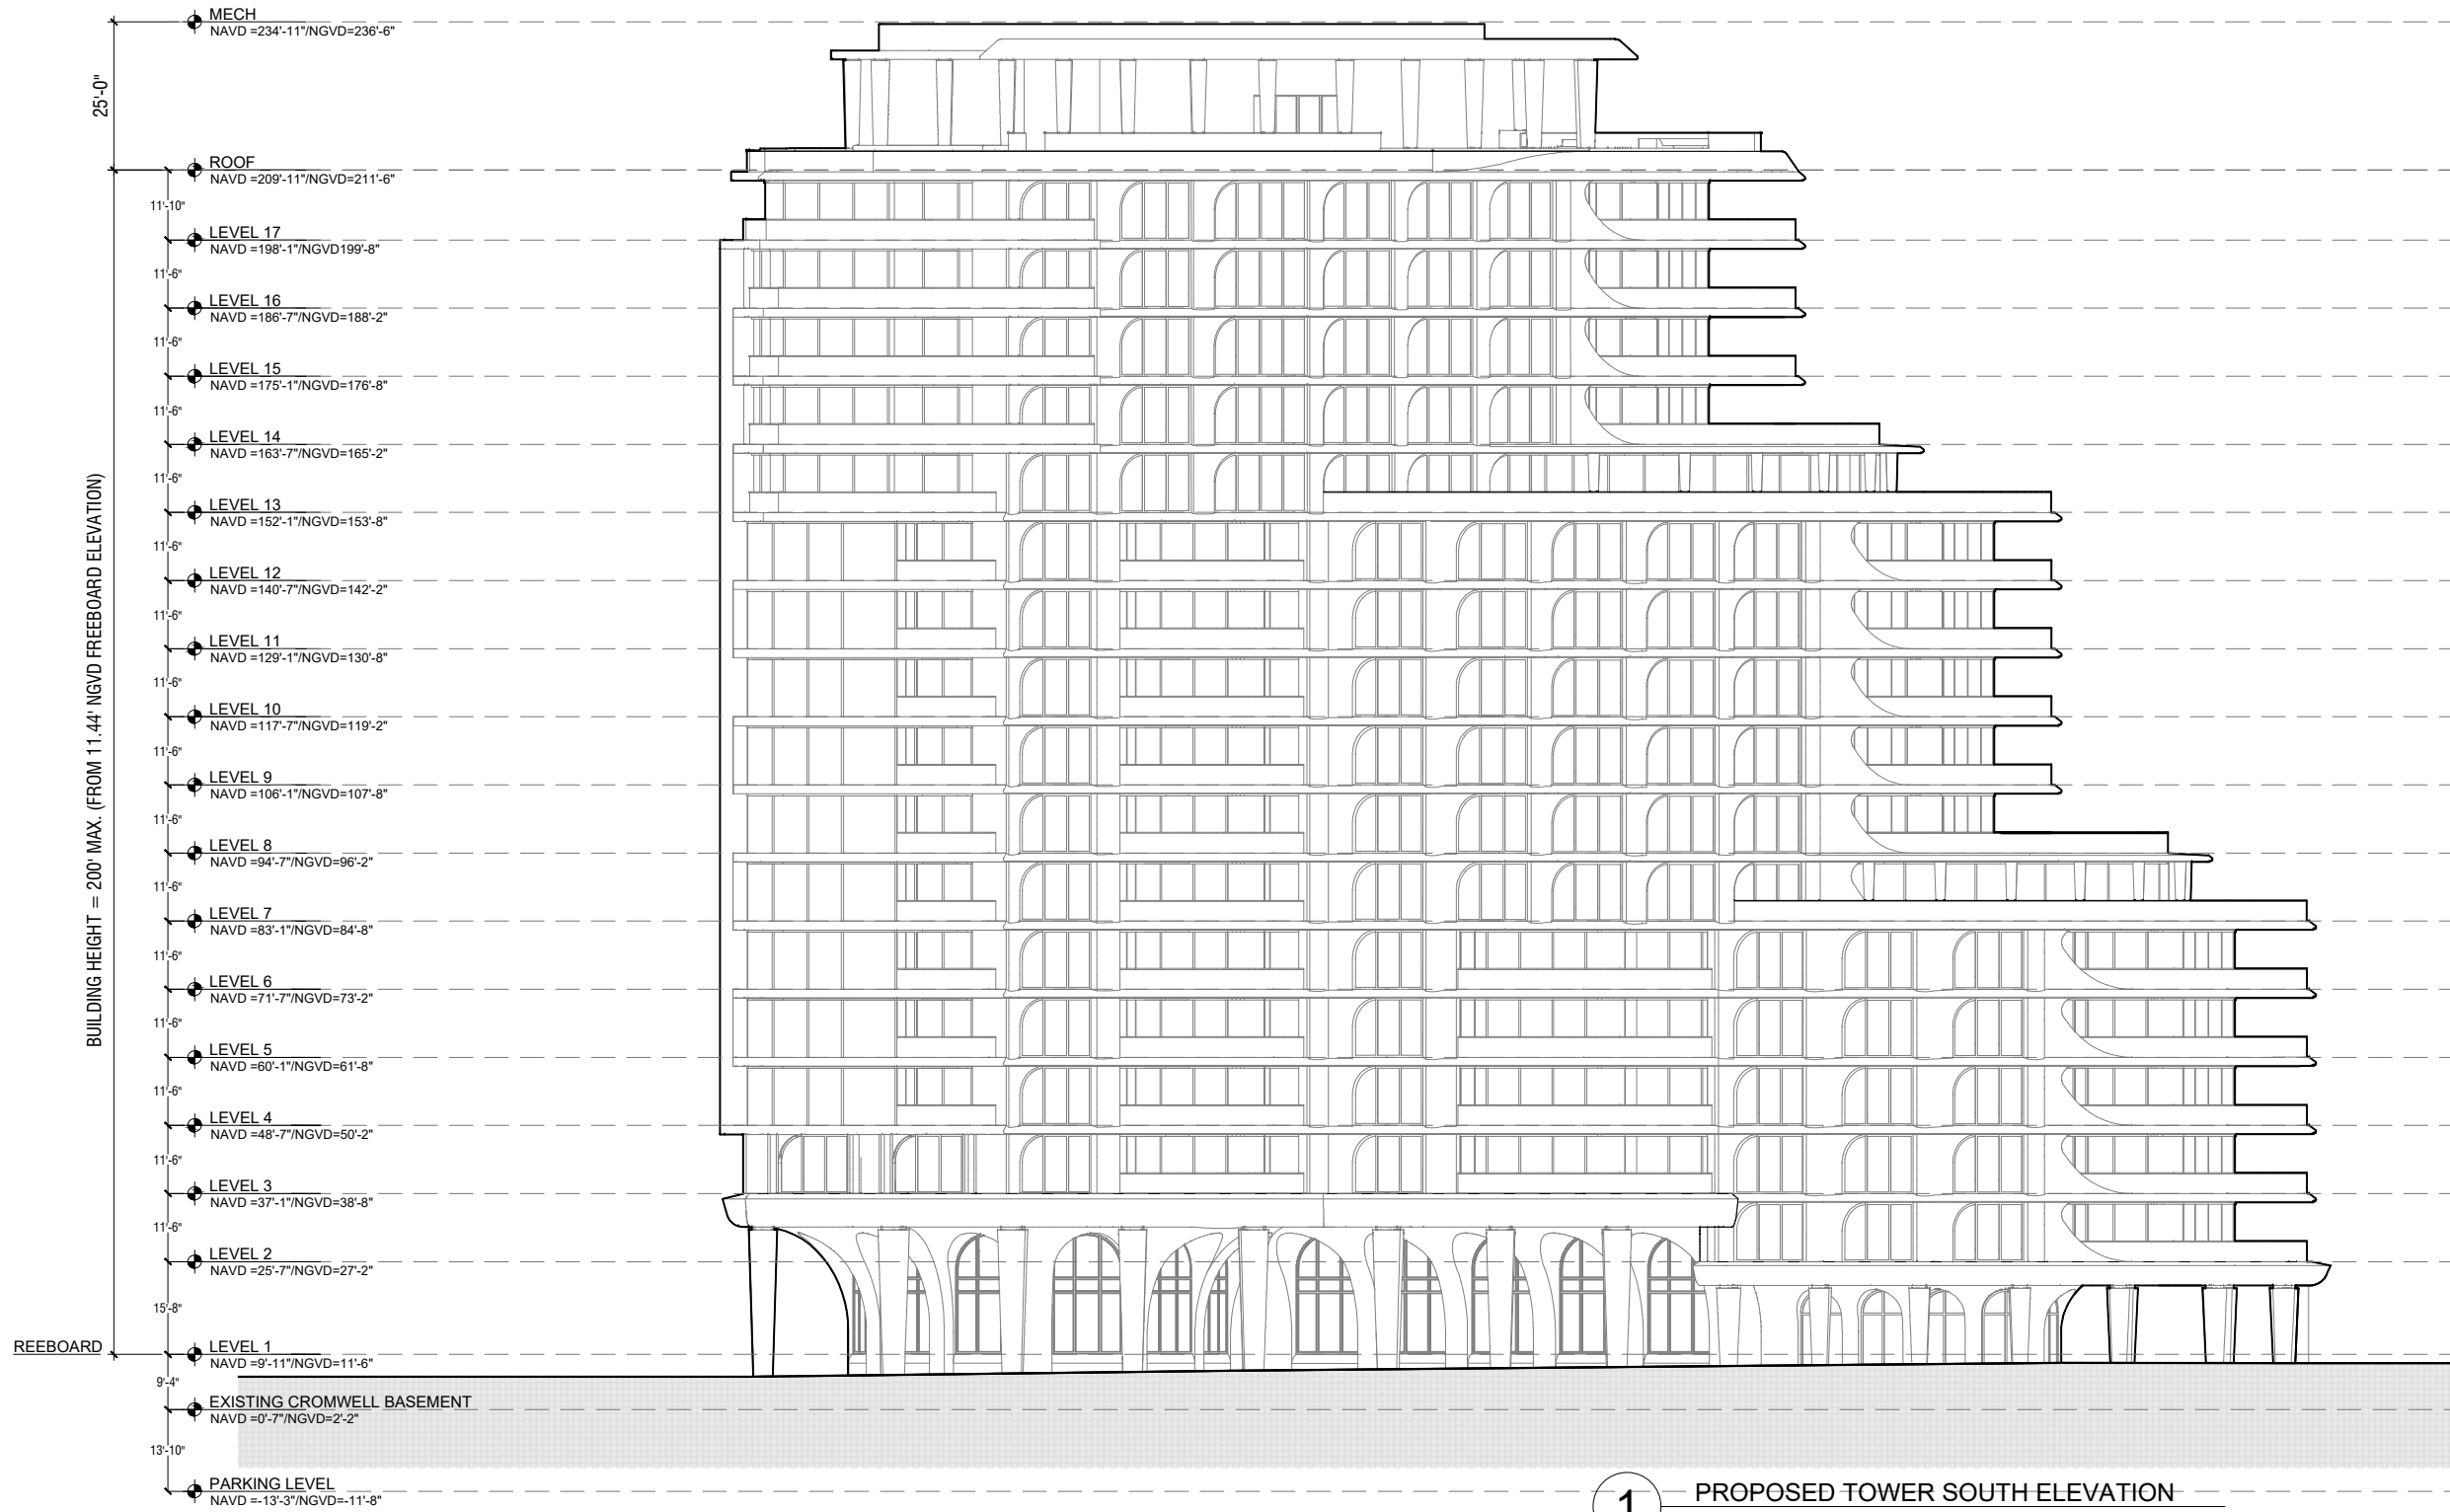 MECH
NAVD =234'-11"/NGVD=236'-6"
25'-0"
ROOF
NAVD =209'-11"/NGVD=211'-6"
11'-10"
LEVEL 17
NAVD =198'-1"/NGVD199'-8"
11'-6"
LEVEL 16
NAVD =186'-7"/NGVD=188'-2"
11'-6"
LEVEL 15
NAVD =175'-1"/NGVD=176'-8"
11'-6"
LEVEL 14
NAVD =163'-7"/NGVD=165'-2"
11'-6"
LEVEL 13
NAVD =152'-1"/NGVD=153'-8"
11'-6"
LEVEL 12
NAVD =140'-7"/NGVD=142'-2"
11'-6"
LEVEL 11
NAVD =129'-1"/NGVD=130'-8"
11'-6"
LEVEL 10
NAVD =117'-7"/NGVD=119'-2"
11'-6"
LEVEL 9
NAVD =106'-1"/NGVD=107'-8"
11'-6"
LEVEL 8
NAVD =94'-7"/NGVD=96'-2"
11'-6"
LEVEL 7
NAVD =83'-1"/NGVD=84'-8"
11'-6"
LEVEL 6
NAVD =71'-7"/NGVD=73'-2"
11'-6"
LEVEL 5
NAVD =60'-1"/NGVD=61'-8"
11'-6"
LEVEL 4
NAVD =48'-7"/NGVD=50'-2"
11'-6"
LEVEL 3
NAVD =37'-1"/NGVD=38'-8"
11'-6"
LEVEL 2
NAVD =25'-7"/NGVD=27'-2"
15'-8"
BUILDING HEIGHT = 200' MAX. (FROM 11.44' NGVD FREEBOARD ELEVATION)
REEBOARD
LEVEL 1
NAVD =9'-11"/NGVD=11'-6"
9'-4"
EXISTING CROMWELL BASEMENT
NAVD =0'-7"/NGVD=2'-2"
13'-10"
PARKING LEVEL
NAVD =-13'-3"/NGVD=-11'-8"
1
PROPOSED TOWER SOUTH ELEVATION